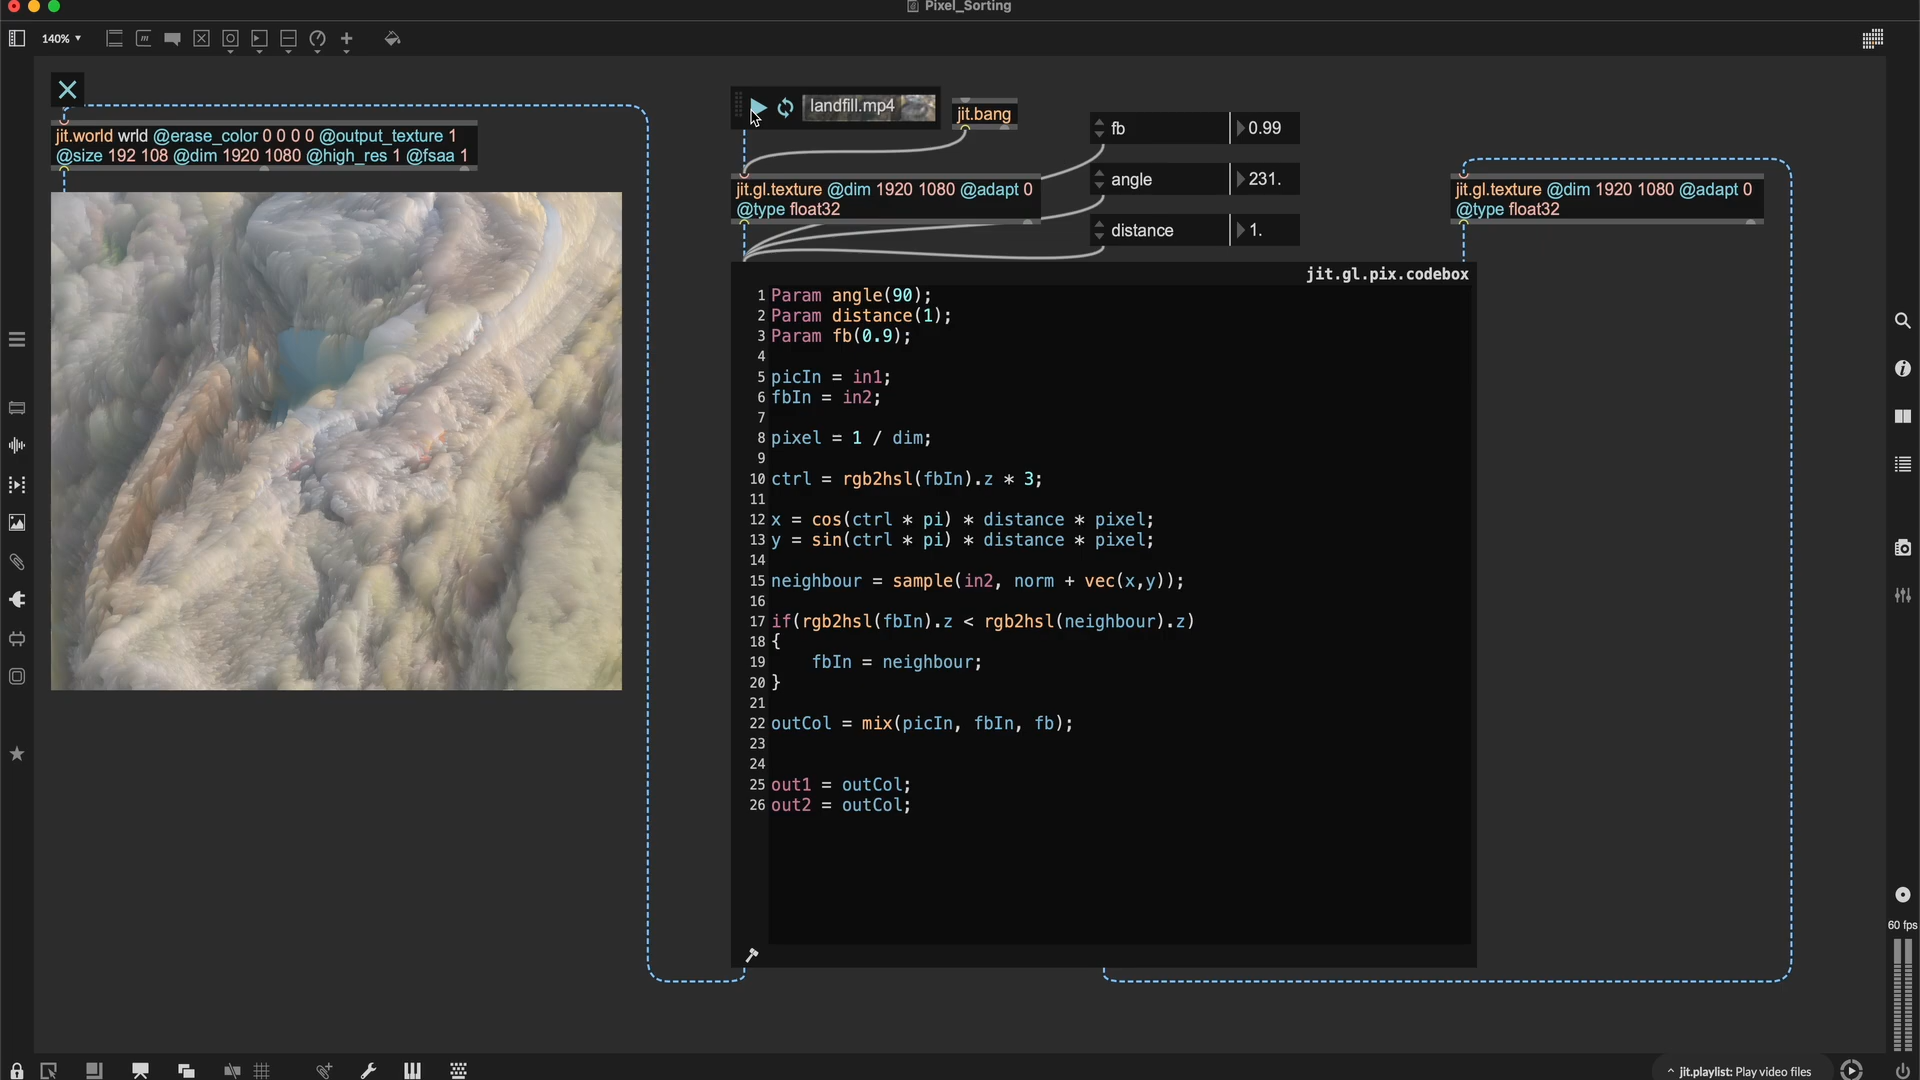 Pixel_Sorting
140%
jit.world wrld @erase_color 0 0 0 0 @output_texture 1
@size 192 108 @dim 1920 1080 @high_res 1 @fsaa 1
landfill.mp4
jit.bang
fb
0.99
angle
231.
distance
1.
jit.gl.texture @dim 1920 1080 @adapt 0
@type float32
jit.gl.texture @dim 1920 1080 @adapt 0
@type float32
jit.gl.pix.codebox
1 Param angle(90);
2 Param distance(1);
3 Param fb(0.9);
4
5 picIn = in1;
6 fbIn = in2;
7
8 pixel = 1 / dim;
9
10 ctrl = rgb2hsl(fbIn).z * 3;
11
12 x = cos(ctrl * pi) * distance * pixel;
13 y = sin(ctrl * pi) * distance * pixel;
14
15 neighbour = sample(in2, norm + vec(x,y));
16
17 if(rgb2hsl(fbIn).z < rgb2hsl(neighbour).z)
18 {
19     fbIn = neighbour;
20 }
21
22 outCol = mix(picIn, fbIn, fb);
23
24
25 out1 = outCol;
26 out2 = outCol;
60 fps
jit.playlist: Play video files